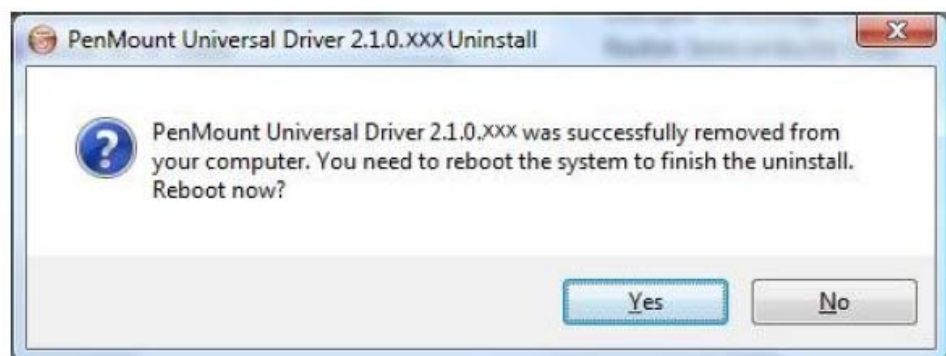 PenMount Universal Driver 2.1.0.XXX Uninstall
PenMount Universal Driver 2.1.0.XXX was successfully removed from
your computer. You need to reboot the system to finish the uninstall.
Reboot now?
Yes
No